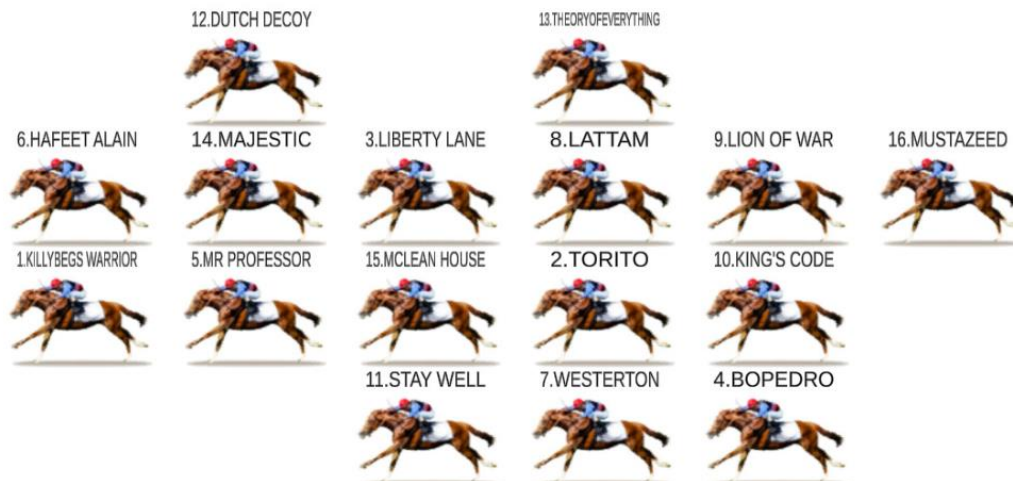 12.DUTCH DECOY
13.THEORYOFEVERYTHING
6.HAFEET ALAIN
14.MAJESTIC
3.LIBERTY LANE
8.LATTAM
9.LION OF WAR
16.MUSTAZEED
1.KILLYBEGS WARRIOR
5.MR PROFESSOR
15.MCLEAN HOUSE
2.TORITO
10.KING'S CODE
11.STAY WELL
7.WESTERTON
4.BOPEDRO